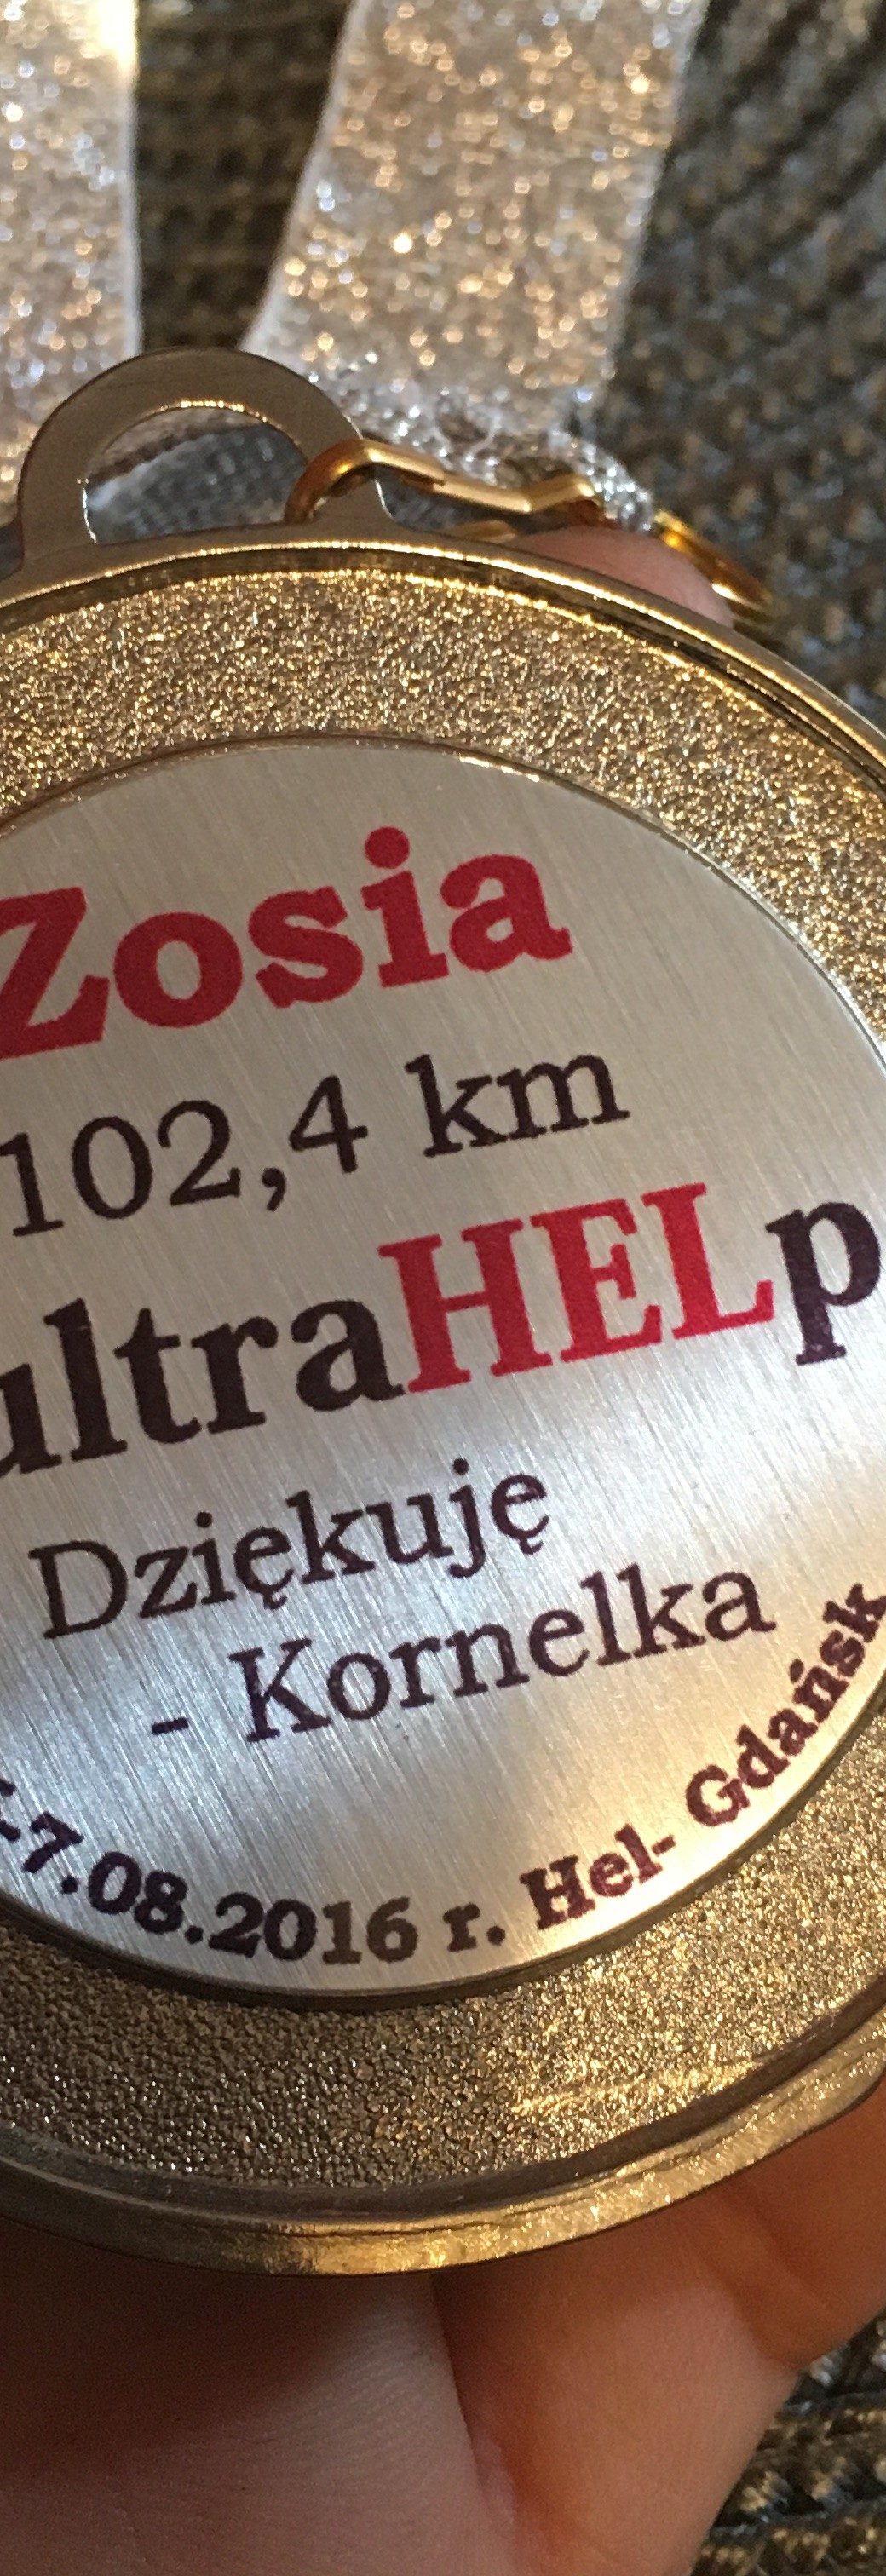 Zosia
102,4 km
ultraHELp
Dziękuję
- Kornelka
7.08.2016 r. Hel- Gdańsk